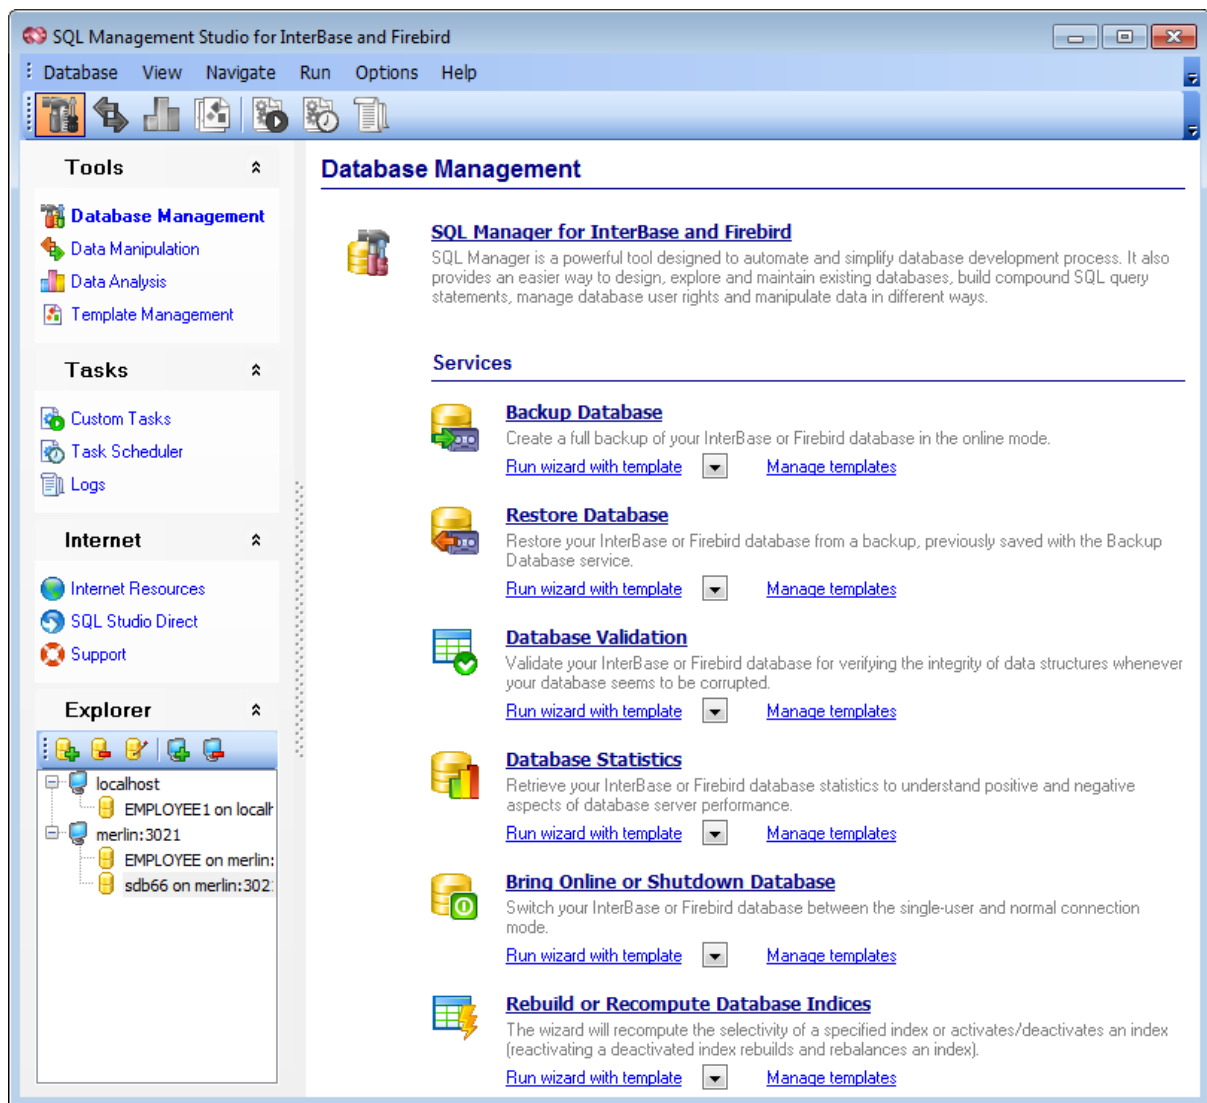 SQL Management Studio for InterBase and Firebird
Database View Navigate Run Options Help
Tools
Database Management
Data Manipulation
Data Analysis
Template Management
Tasks
Custom Tasks
Task Scheduler
Logs
Internet
Internet Resources
SQL Studio Direct
Support
Explorer
localhost
EMPLOYEE1 on localh
merlin:3021
EMPLOYEE on merlin:
sdb66 on merlin:302
Database Management
SQL Manager for InterBase and Firebird
SQL Manager is a powerful tool designed to automate and simplify database development process. It also
provides an easier way to design, explore and maintain existing databases, build compound SQL query
statements, manage database user rights and manipulate data in different ways.
Services
Backup Database
Create a full backup of your InterBase or Firebird database in the online mode.
Run wizard with template Manage templates
Restore Database
Restore your InterBase or Firebird database from a backup, previously saved with the Backup
Database service.
Run wizard with template Manage templates
Database Validation
Validate your InterBase or Firebird database for verifying the integrity of data structures whenever
your database seems to be corrupted.
Run wizard with template Manage templates
Database Statistics
Retrieve your InterBase or Firebird database statistics to understand positive and negative
aspects of database server performance.
Run wizard with template Manage templates
Bring Online or Shutdown Database
Switch your InterBase or Firebird database between the single-user and normal connection
mode.
Run wizard with template Manage templates
Rebuild or Recompute Database Indices
The wizard will recompute the selectivity of a specified index or activates/deactivates an index
(reactivating a deactivated index rebuilds and rebalances an index).
Run wizard with template Manage templates